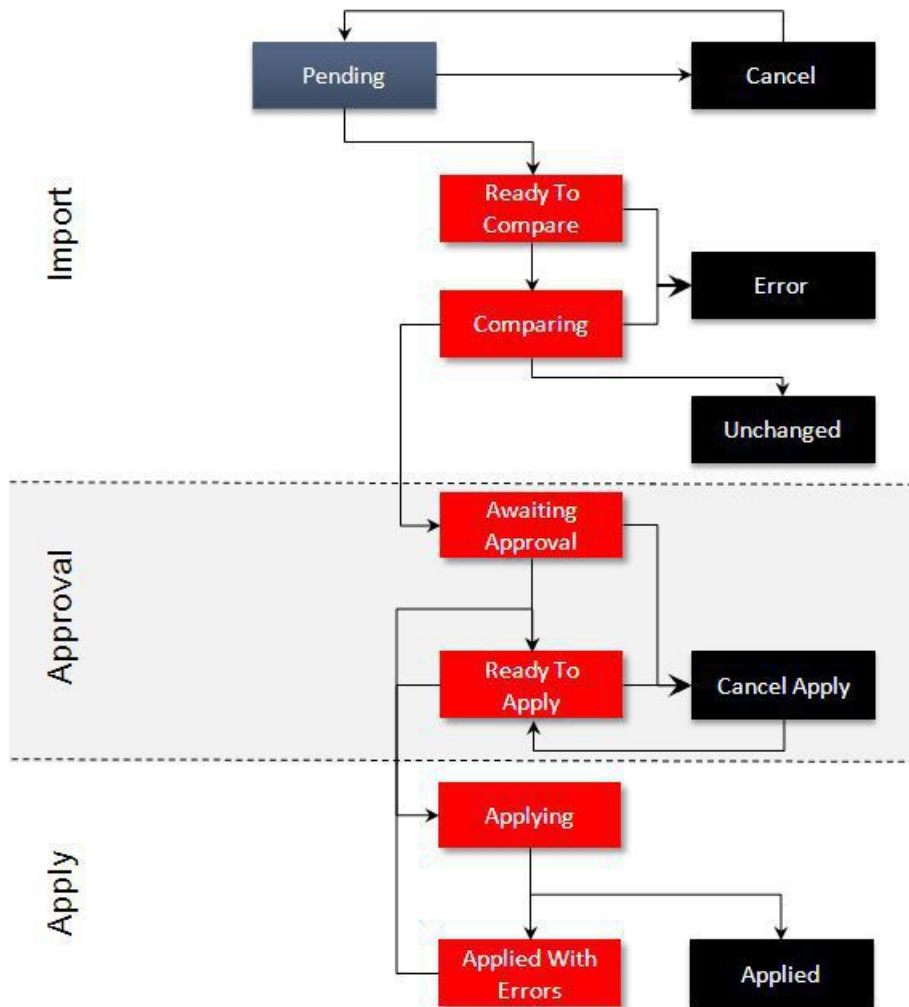 Pending
Cancel
Import
Ready To
Compare
Error
Comparing
Unchanged
Approval
Awaiting
Approval
Ready To
Apply
Cancel Apply
Apply
Applying
Applied With
Errors
Applied